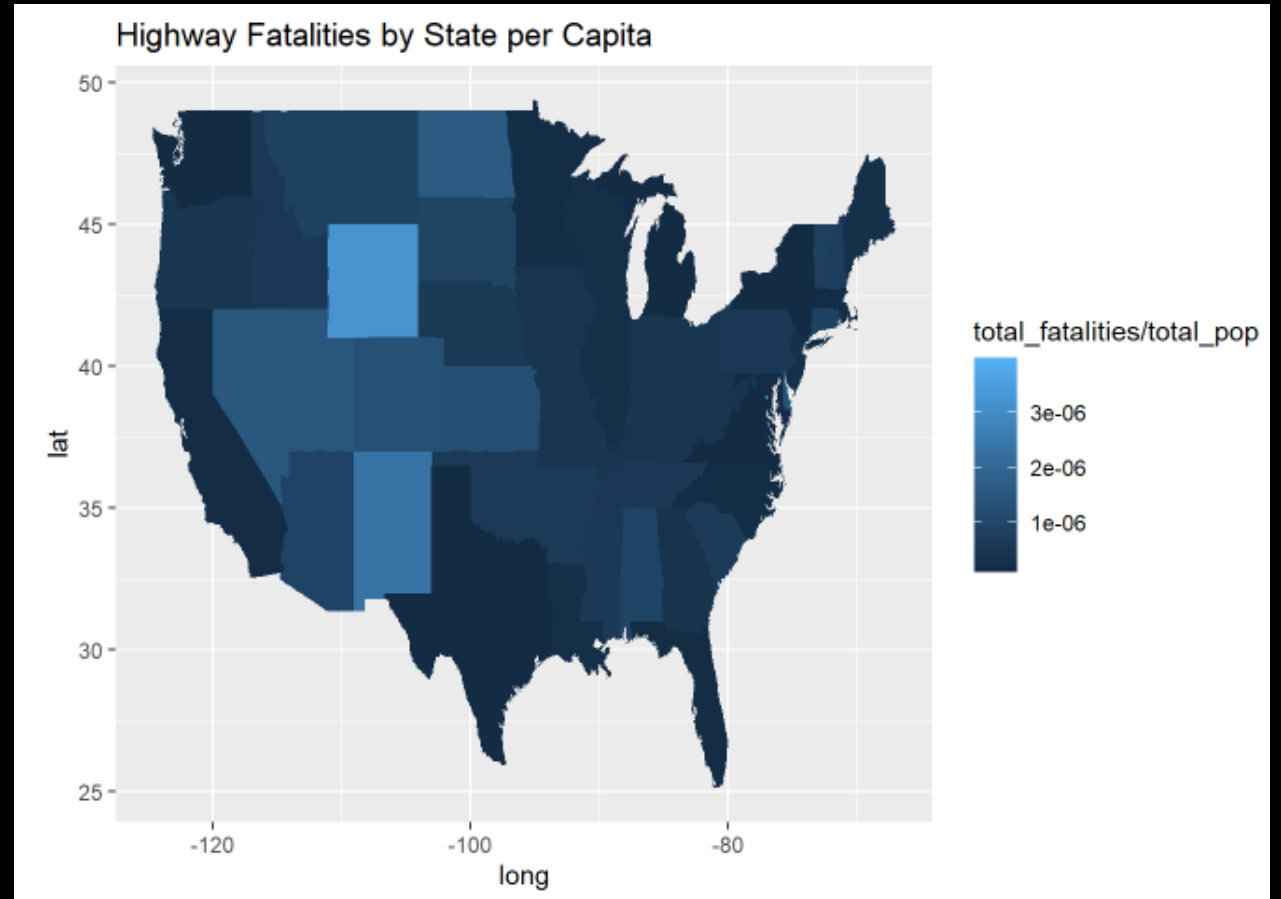 Highway Fatalities by State per Capita
50
45
40
35
30
25
lat
-120
-100
-80
long
total_fatalities/total_pop
3e-06
2e-06
1e-06